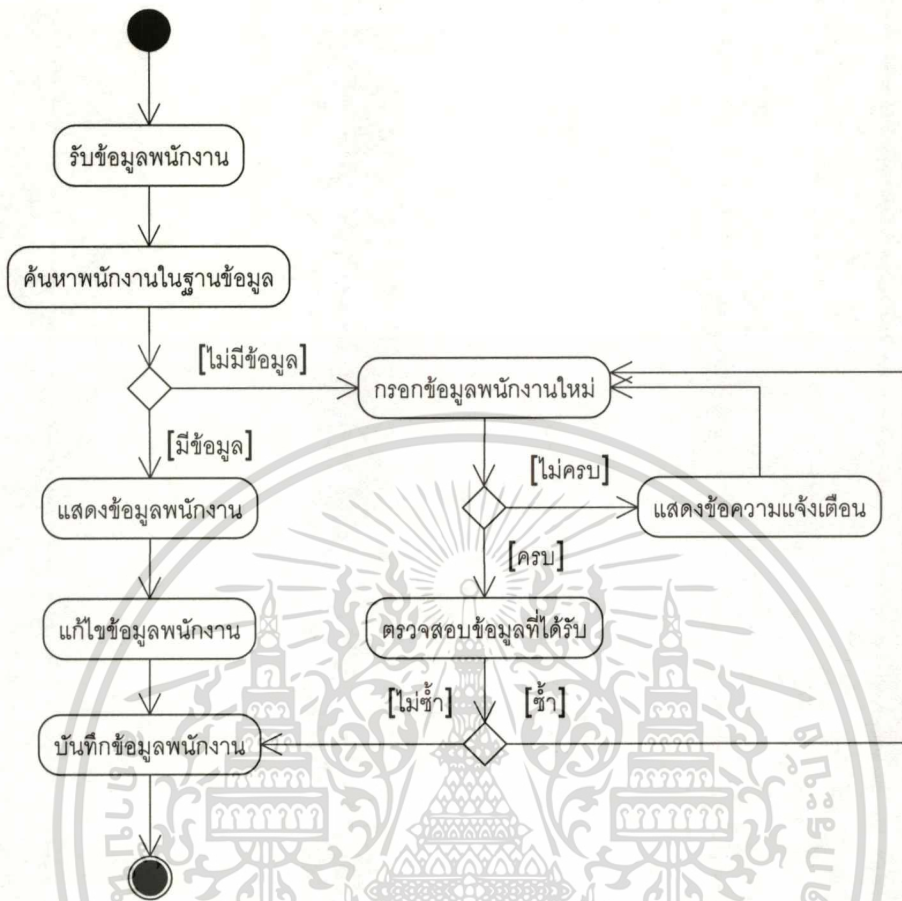 รับข้อมูลพนักงาน
ค้นหาพนักงานในฐานข้อมูล
[ไม่มีข้อมูล]
กรอกข้อมูลพนักงานใหม่
[มีข้อมูล]
[ไม่ครบ]
แสดงข้อมูลพนักงาน
แสดงข้อความแจ้งเตือน
[ครบ]
แก้ไขข้อมูลพนักงาน
ตรวจสอบข้อมูลที่ได้รับ
[ไม่ซ้ำ]
[ซ้ำ]
บันทึกข้อมูลพนักงาน